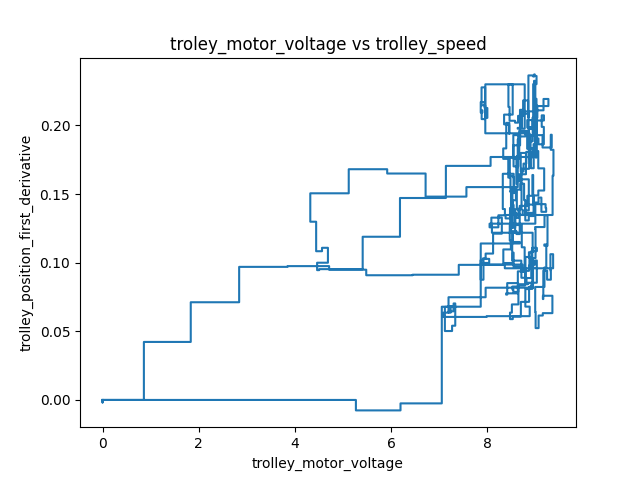 troley_motor_voltage vs trolley_speed
trolley_position_first_derivative
0.20
0.15
0.10
0.05
0.00
0 2 4 6 8
trolley_motor_voltage